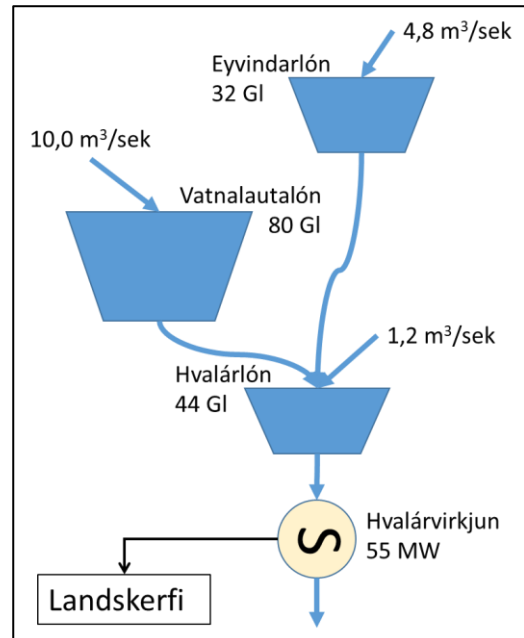 4,8 m³/sek
Eyvindarlón
32 Gl
10,0 m³/sek
Vatnalautalón
80 Gl
1,2 m³/sek
Hvalárlón
44 Gl
Hvalárvirkjun
55 MW
Landskerfi